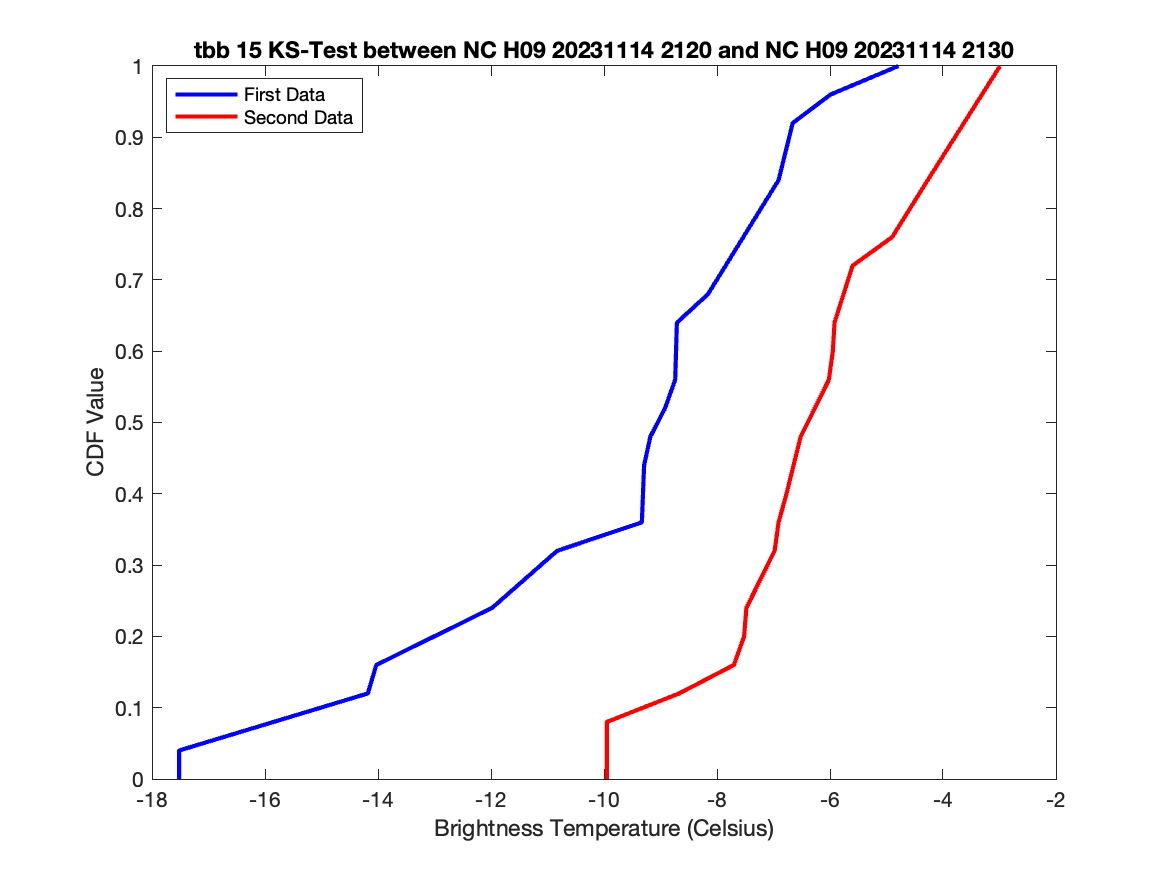 tbb 15 KS-Test between NC H09 20231114 2120 and NC H09 20231114 2130
First Data
Second Data
1
0.9
0.8
0.7
0.6
0.5
0.4
0.3
0.2
0.1
0
CDF Value
-18 -16 -14 -12 -10 -8 -6 -4 -2
Brightness Temperature (Celsius)